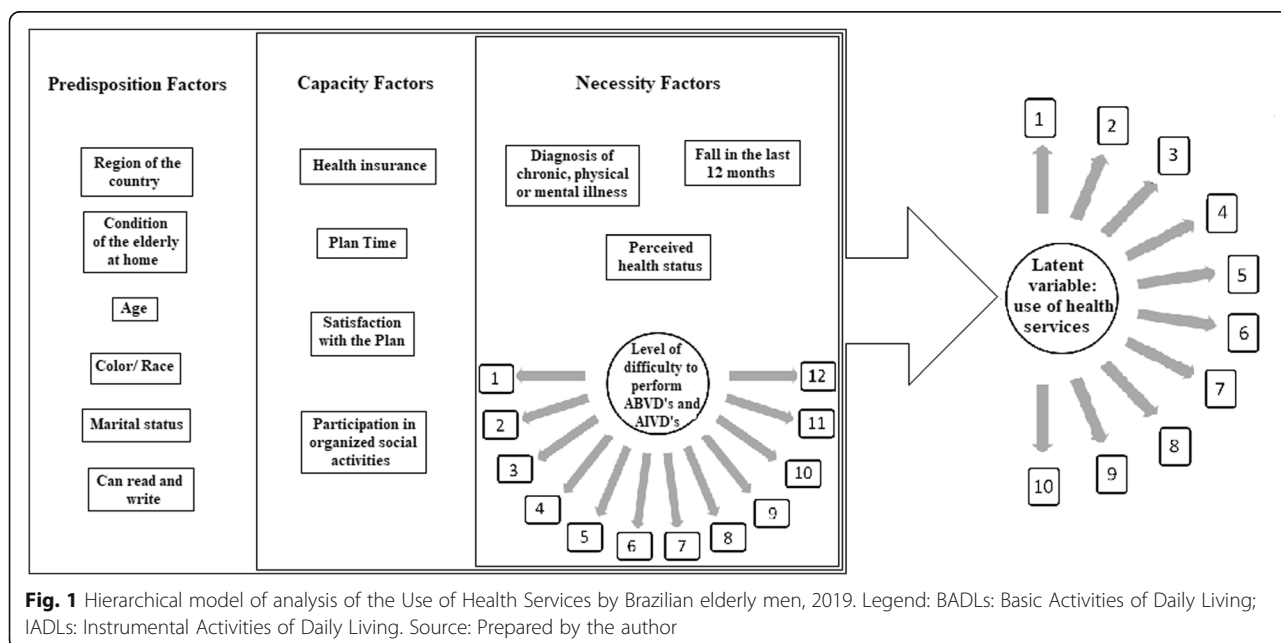 Predisposition Factors
Region of the
country
Condition
of the elderly
at home
Age
Color/ Race
Marital status
Can read and
write
Capacity Factors
Health insurance
Plan Time
Satisfaction
with the Plan
Participation in
organized social
activities
Necessity Factors
Diagnosis of
chronic, physical
or mental illness
Fall in the last
12 months
Perceived
health status
Level of
difficulty to
perform
ABVD's and
AIVD's
1
2
3
4
5
6
7
8
9
10
11
12
Latent
variable:
use of health
services
1
2
3
4
5
6
7
8
9
10
Fig. 1 Hierarchical model of analysis of the Use of Health Services by Brazilian elderly men, 2019. Legend: BADLs: Basic Activities of Daily Living;
IADLs: Instrumental Activities of Daily Living. Source: Prepared by the author